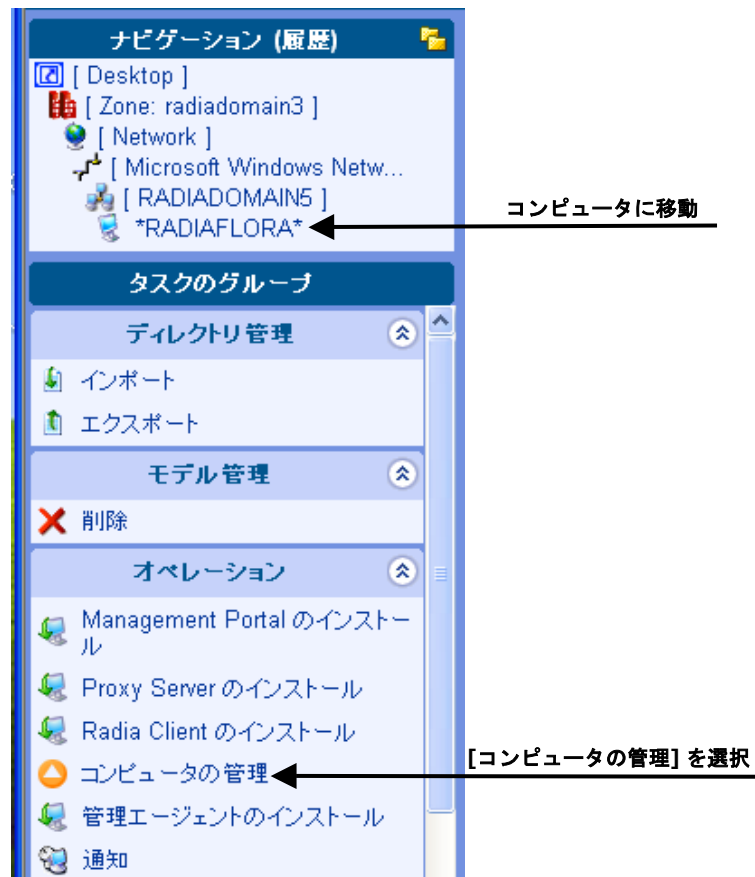 ナビゲーション (履歴)
[ Desktop ]
[ Zone: radiadomain3 ]
[ Network ]
[ Microsoft Windows Netw...
[ RADIADOMAIN5 ]
*RADIAFLORA*
コンピュータに移動
タスクのグループ
ディレクトリ管理
インポート
エクスポート
モデル管理
削除
オペレーション
Management Portal のインストー
ル
Proxy Server のインストール
Radia Client のインストール
コンピュータの管理
[コンピュータの管理] を選択
管理エージェントのインストール
通知